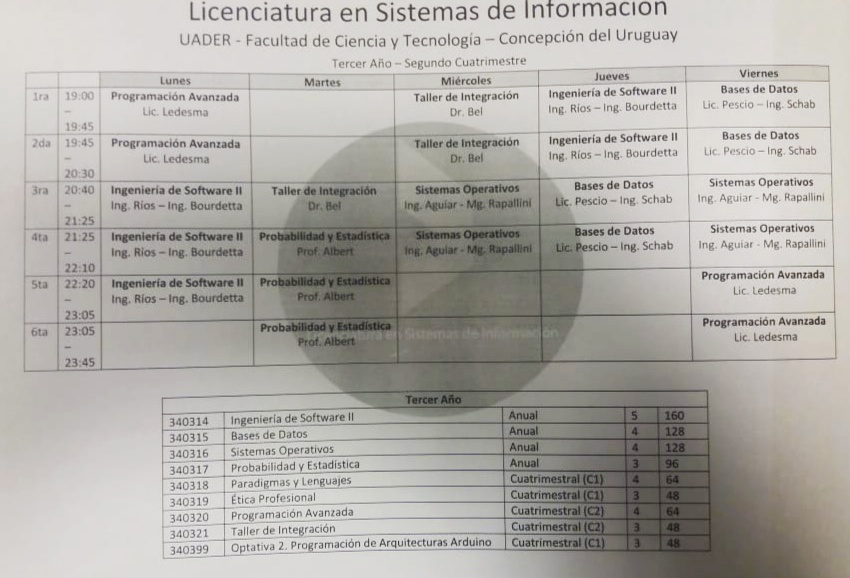 Licenciatura en Sistemas de Información
UADER - Facultad de Ciencia y Tecnología – Concepción del Uruguay
Tercer Año – Segundo Cuatrimestre
Lunes Martes Miércoles Jueves Viernes
1ra 19:00 – 19:45 Programación Avanzada Taller de Integración Ingeniería de Software II Bases de Datos
Lic. Ledesma Dr. Bel Ing. Ríos – Ing. Bourdetta Lic. Pescio – Ing. Schab
2da 19:45 – 20:30 Programación Avanzada Taller de Integración Ingeniería de Software II Bases de Datos
Lic. Ledesma Dr. Bel Ing. Ríos – Ing. Bourdetta Lic. Pescio – Ing. Schab
3ra 20:40 – 21:25 Ingeniería de Software II Taller de Integración Sistemas Operativos Bases de Datos Sistemas Operativos
Ing. Ríos – Ing. Bourdetta Dr. Bel Ing. Aguiar - Mg. Rapallini Lic. Pescio – Ing. Schab Ing. Aguiar - Mg. Rapallini
4ta 21:25 – 22:10 Ingeniería de Software II Probabilidad y Estadística Sistemas Operativos Bases de Datos Sistemas Operativos
Ing. Ríos – Ing. Bourdetta Prof. Albert Ing. Aguiar - Mg. Rapallini Lic. Pescio – Ing. Schab Ing. Aguiar - Mg. Rapallini
5ta 22:20 – 23:05 Ingeniería de Software II Probabilidad y Estadística Programación Avanzada
Ing. Ríos – Ing. Bourdetta Prof. Albert Lic. Ledesma
6ta 23:05 – 23:45 Probabilidad y Estadística Programación Avanzada
Prof. Albert Lic. Ledesma
en Sistemas de Información
Tercer Año
340314 Ingeniería de Software II Anual 5 160
340315 Bases de Datos Anual 4 128
340316 Sistemas Operativos Anual 4 128
340317 Probabilidad y Estadística Anual 3 96
340318 Paradigmas y Lenguajes Cuatrimestral (C1) 4 64
340319 Ética Profesional Cuatrimestral (C1) 3 48
340320 Programación Avanzada Cuatrimestral (C2) 4 64
340321 Taller de Integración Cuatrimestral (C2) 3 48
340399 Optativa 2. Programación de Arquitecturas Arduino Cuatrimestral (C1) 3 48